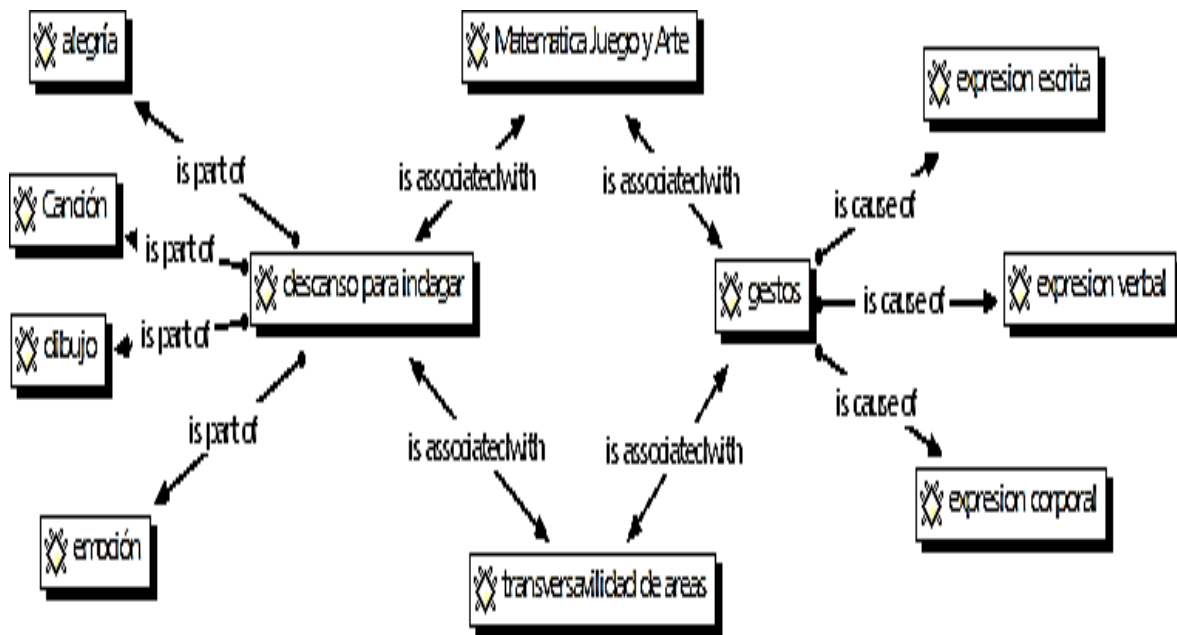 alegría
Matematica Juego y Arte
expresion escrita
is part of
is associated with
is associated with
is cause of
Canción
is part of
descanso para indagar
gestos
is cause of
expresion verbal
dibujo
is part of
is cause of
is part of
is associated with
is associated with
expresion corporal
emoción
transversavilidad de areas